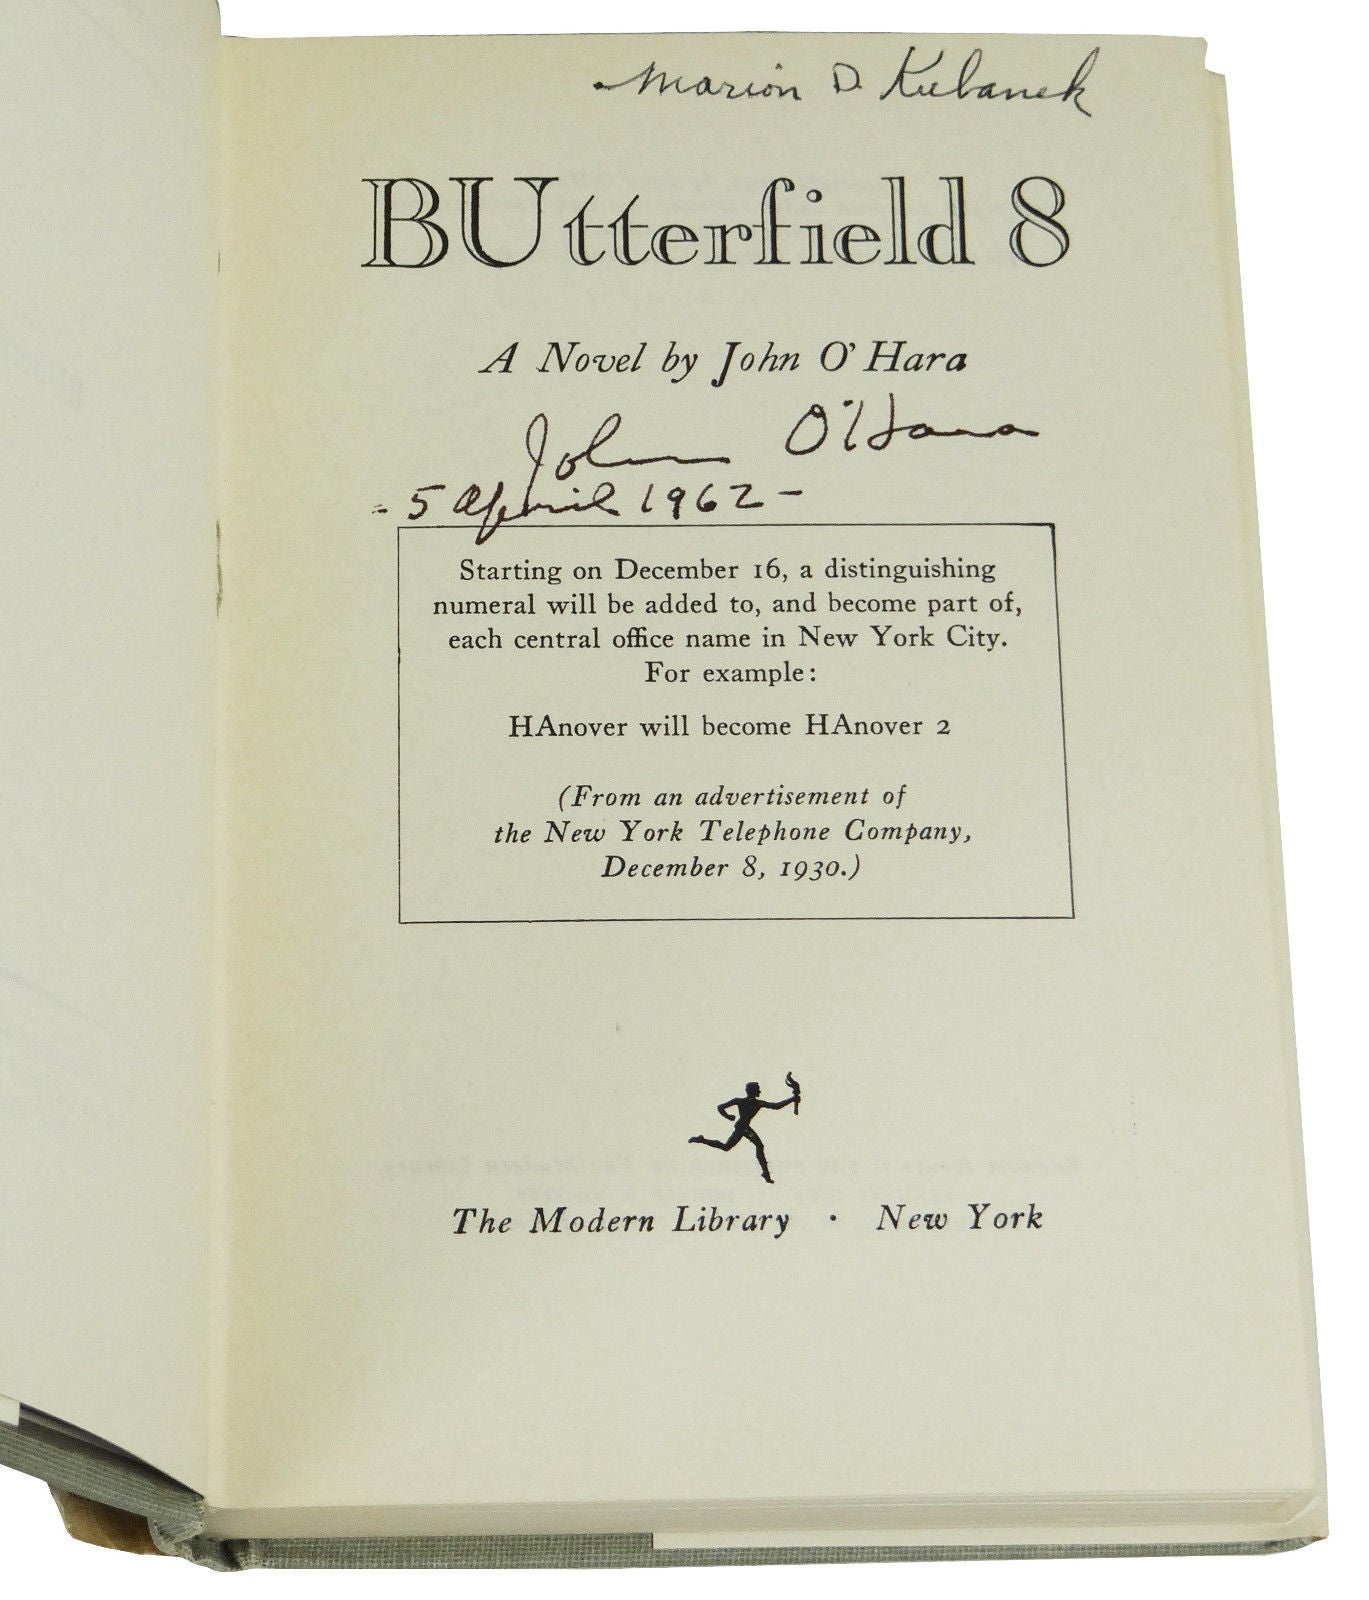 Marion D. Kubanek
BUtterfield 8
A Novel by John O'Hara
John O'Hara
- 5 April 1962 -
Starting on December 16, a distinguishing
numeral will be added to, and become part of,
each central office name in New York City.
For example:
HAnover will become HAnover 2
(From an advertisement of
the New York Telephone Company,
December 8, 1930.)
The Modern Library · New York